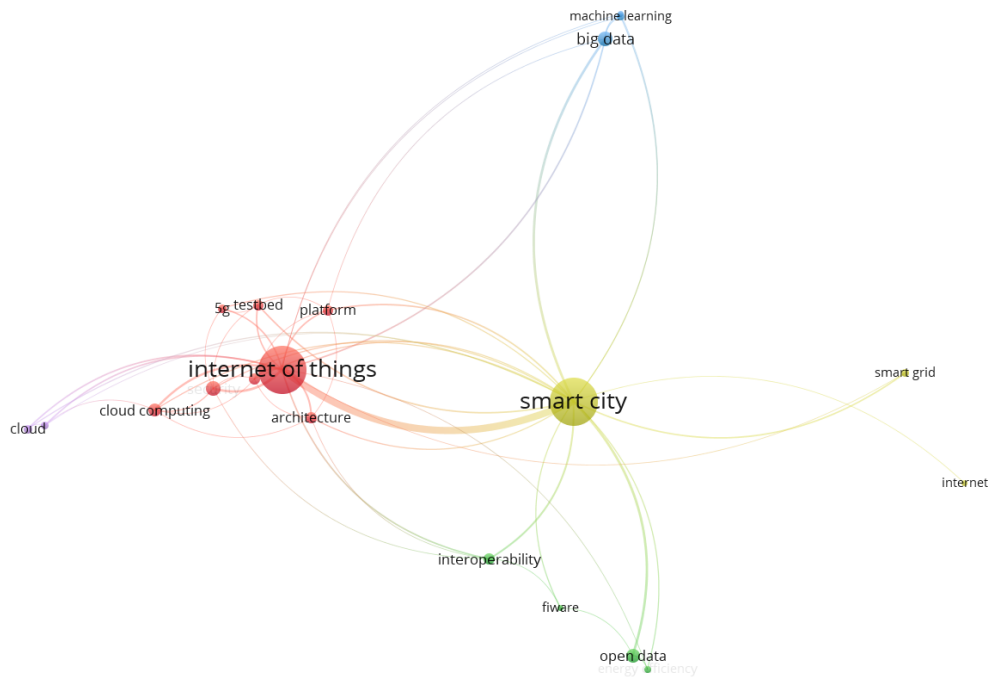 machine learning
big data
5g
testbed
platform
internet of things
smart grid
security
smart city
cloud computing
architecture
cloud
internet
interoperability
fiware
open data
energy efficiency